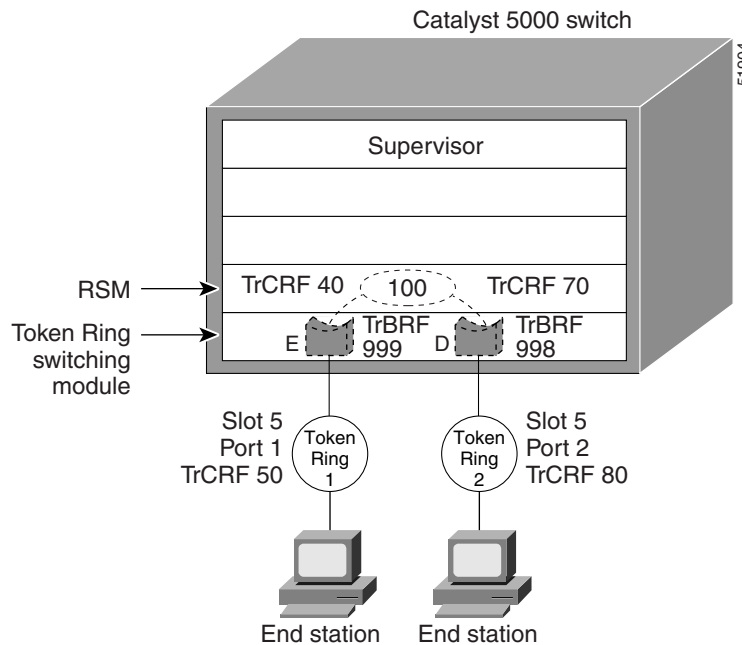 Catalyst 5000 switch
Supervisor
RSM
TrCRF 40
100
TrCRF 70
Token Ring
switching
module
E
TrBRF
999
D
TrBRF
998
Slot 5
Port 1
TrCRF 50
Token
Ring
1
Token
Ring
2
Slot 5
Port 2
TrCRF 80
End station
End station